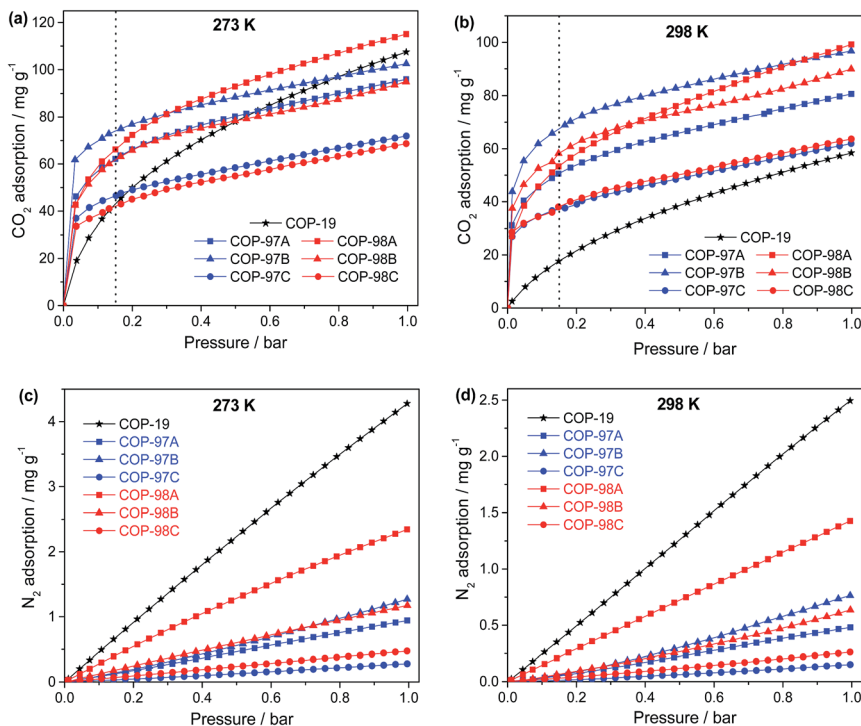 (a)
273 K
CO2 adsorption / mg g-1
120
100
80
60
40
20
0
COP-19
COP-97A COP-98A
COP-97B COP-98B
COP-97C COP-98C
0.0 0.2 0.4 0.6 0.8 1.0
Pressure / bar
(b)
298 K
CO2 adsorption / mg g-1
100
80
60
40
20
0
COP-19
COP-97A COP-98A
COP-97B COP-98B
COP-97C COP-98C
0.0 0.2 0.4 0.6 0.8 1.0
Pressure / bar
(c)
273 K
N2 adsorption / mg g-1
4
3
2
1
0
COP-19
COP-97A
COP-97B
COP-97C
COP-98A
COP-98B
COP-98C
0.0 0.2 0.4 0.6 0.8 1.0
Pressure / bar
(d)
298 K
N2 adsorption / mg g-1
2.5
2.0
1.5
1.0
0.5
0.0
COP-19
COP-97A
COP-97B
COP-97C
COP-98A
COP-98B
COP-98C
0.0 0.2 0.4 0.6 0.8 1.0
Pressure / bar